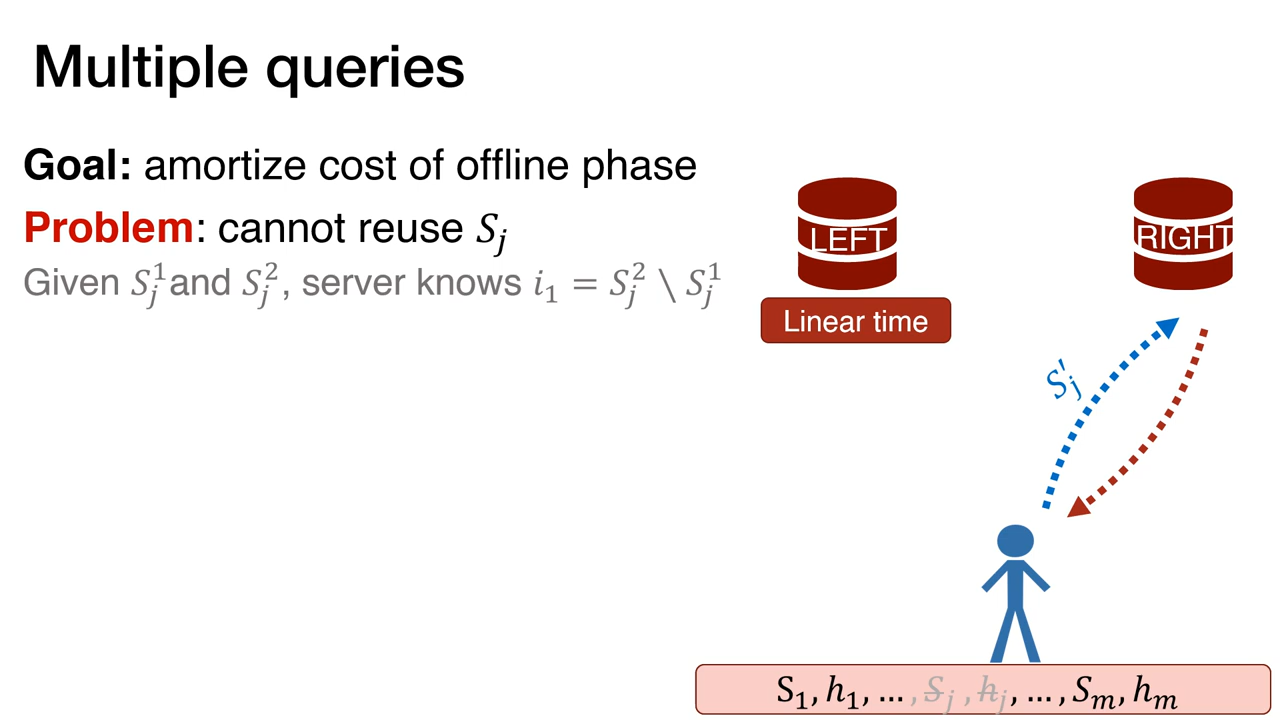 Multiple queries
Goal: amortize cost of offline phase
Problem: cannot reuse $S_j$
Given $S_j^1$ and $S_j^2$, server knows $i_1 = S_j^2 \setminus S_j^1$
LEFT
RIGHT
Linear time
$S'_j$
$S_1, h_1, \ldots, S_j, h_j, \ldots, S_m, h_m$